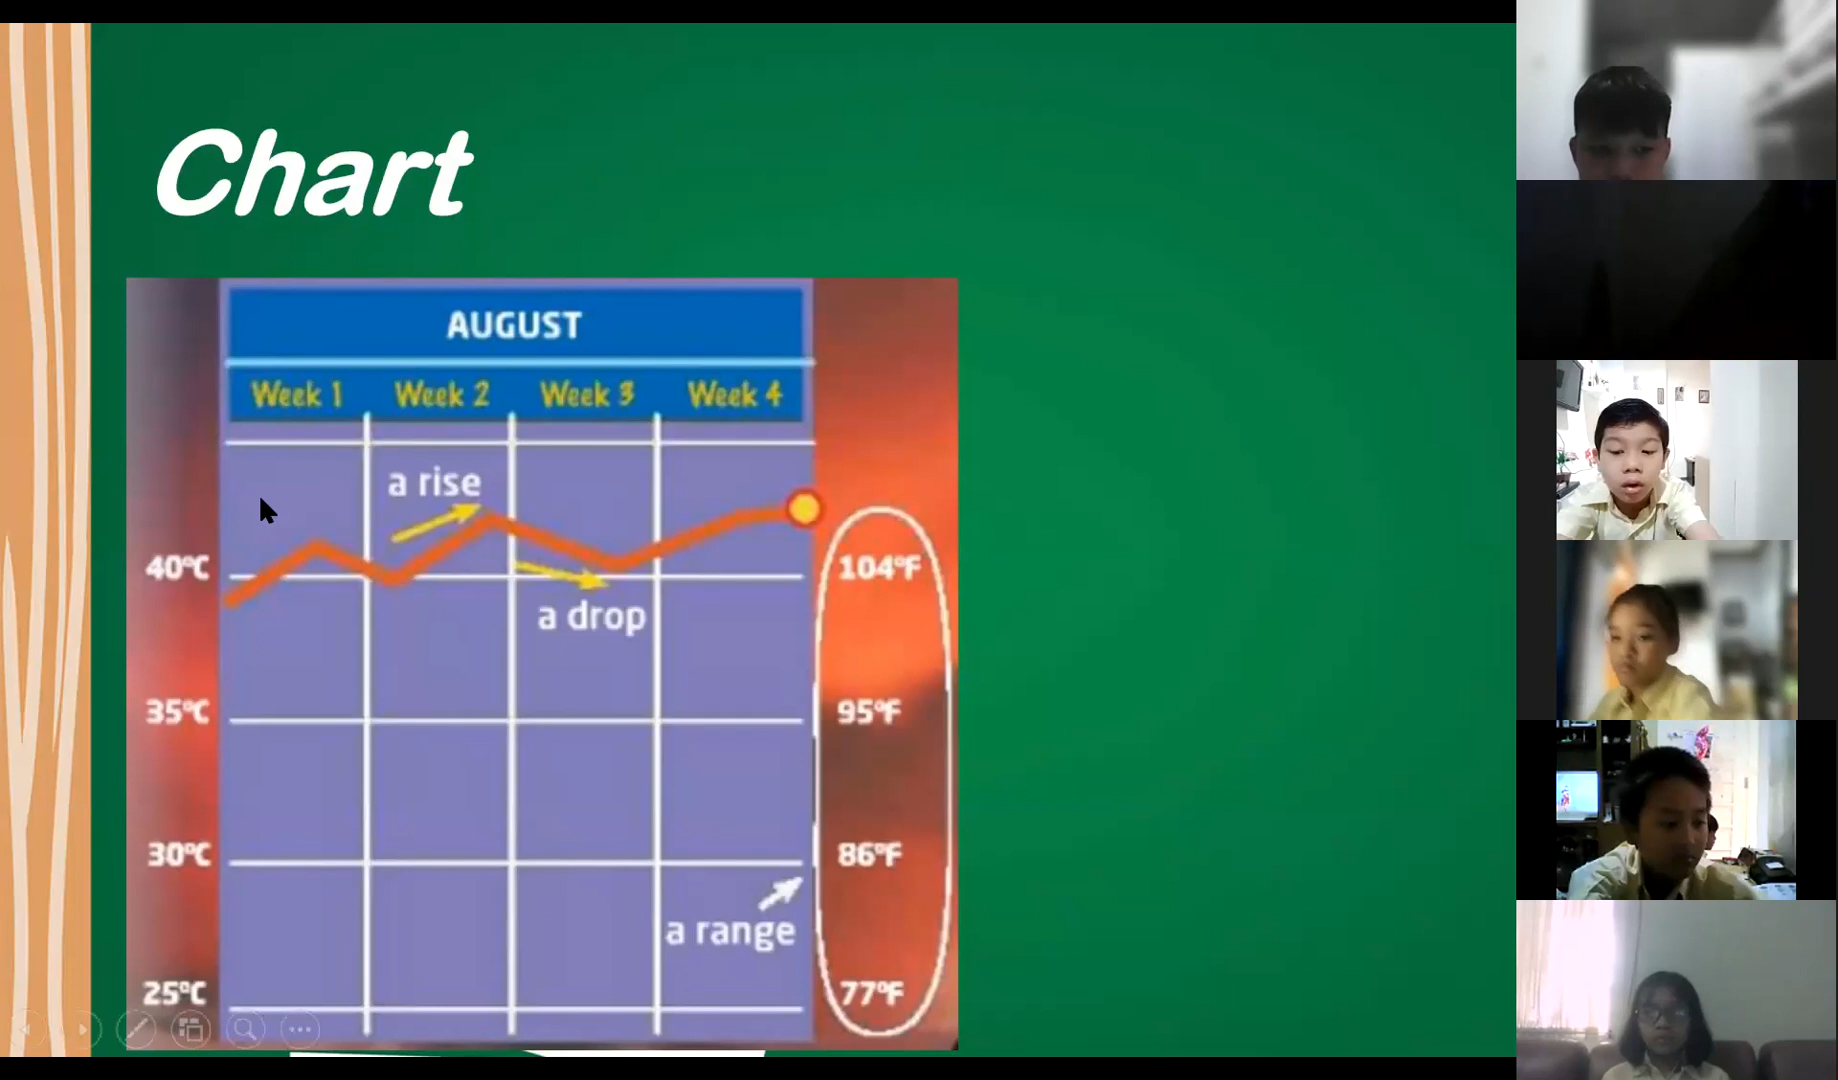 Chart
AUGUST
Week 1 Week 2 Week 3 Week 4
a rise
40°C 104°F
a drop
35°C 95°F
30°C 86°F
a range
25°C 77°F